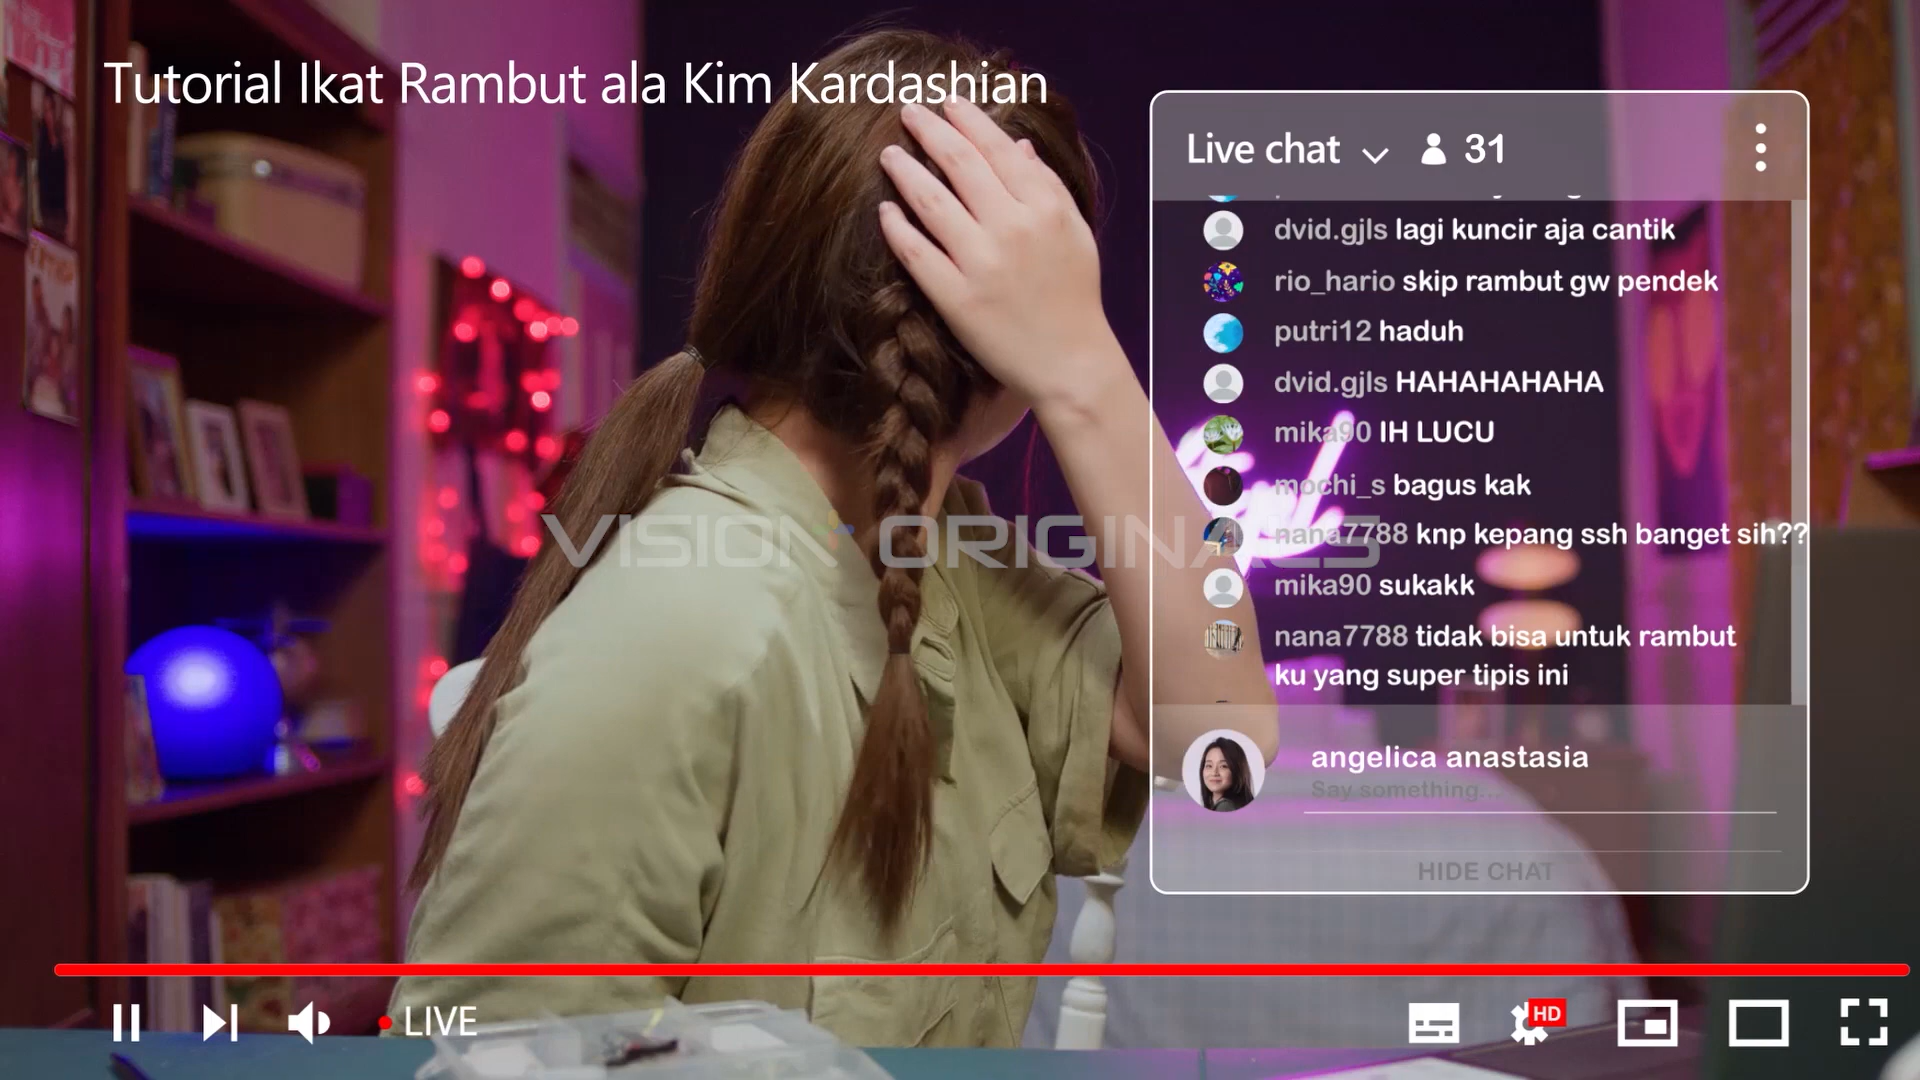 Tutorial Ikat Rambut ala Kim Kardashian
Live chat 31
dvid.gjls lagi kuncir aja cantik
rio_hario skip rambut gw pendek
putri12 haduh
dvid.gjls HAHAHAHAHA
mika90 IH LUCU
mochi_s bagus kak
nana7788 knp kepang ssh banget sih??
mika90 sukakk
nana7788 tidak bisa untuk rambut
ku yang super tipis ini
angelica anastasia
Say something...
HIDE CHAT
VISION+ ORIGINALS
LIVE
HD